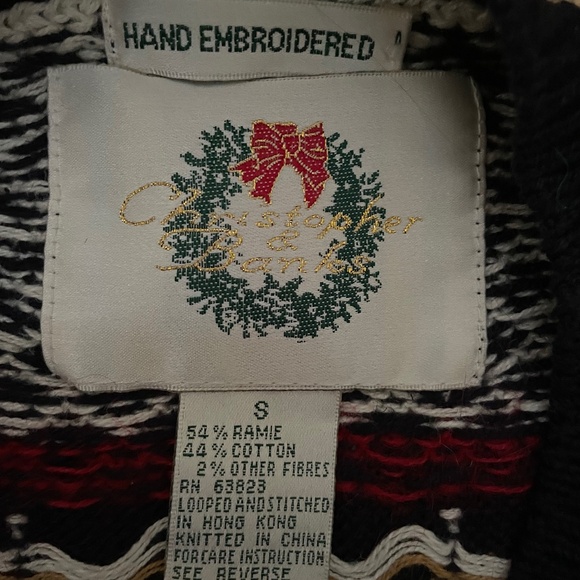 HAND EMBROIDERED
Christopher
&
Banks
S
54% RAMIE
44% COTTON
2% OTHER FIBRES
RN 63823
LOOPED AND STITCHED
IN HONG KONG
KNITTED IN CHINA
FOR CARE INSTRUCTION
SEE REVERSE